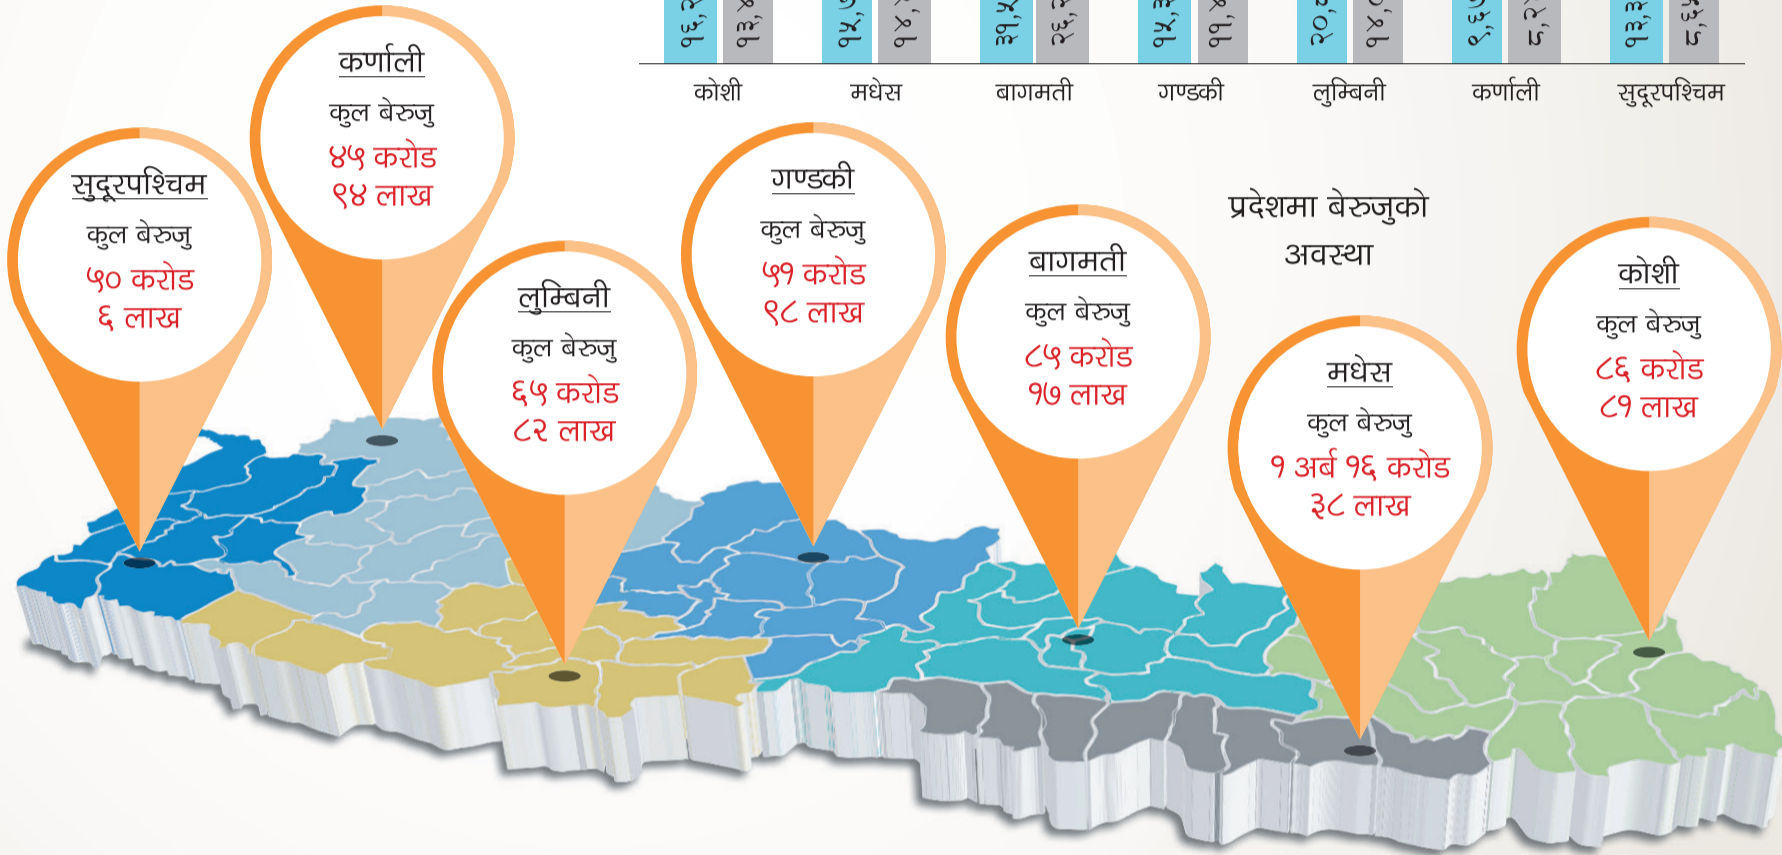 कोशी मधेस बागमती गण्डकी लुम्बिनी कर्णाली सुदूरपश्चिम
प्रदेशमा बेरुजुको
अवस्था
सुदूरपश्चिम
कुल बेरुजु
५० करोड
६ लाख
कर्णाली
कुल बेरुजु
४५ करोड
९४ लाख
लुम्बिनी
कुल बेरुजु
६५ करोड
८२ लाख
गण्डकी
कुल बेरुजु
५१ करोड
९८ लाख
बागमती
कुल बेरुजु
८५ करोड
१७ लाख
मधेस
कुल बेरुजु
१ अर्ब १६ करोड
३८ लाख
कोशी
कुल बेरुजु
८६ करोड
८१ लाख